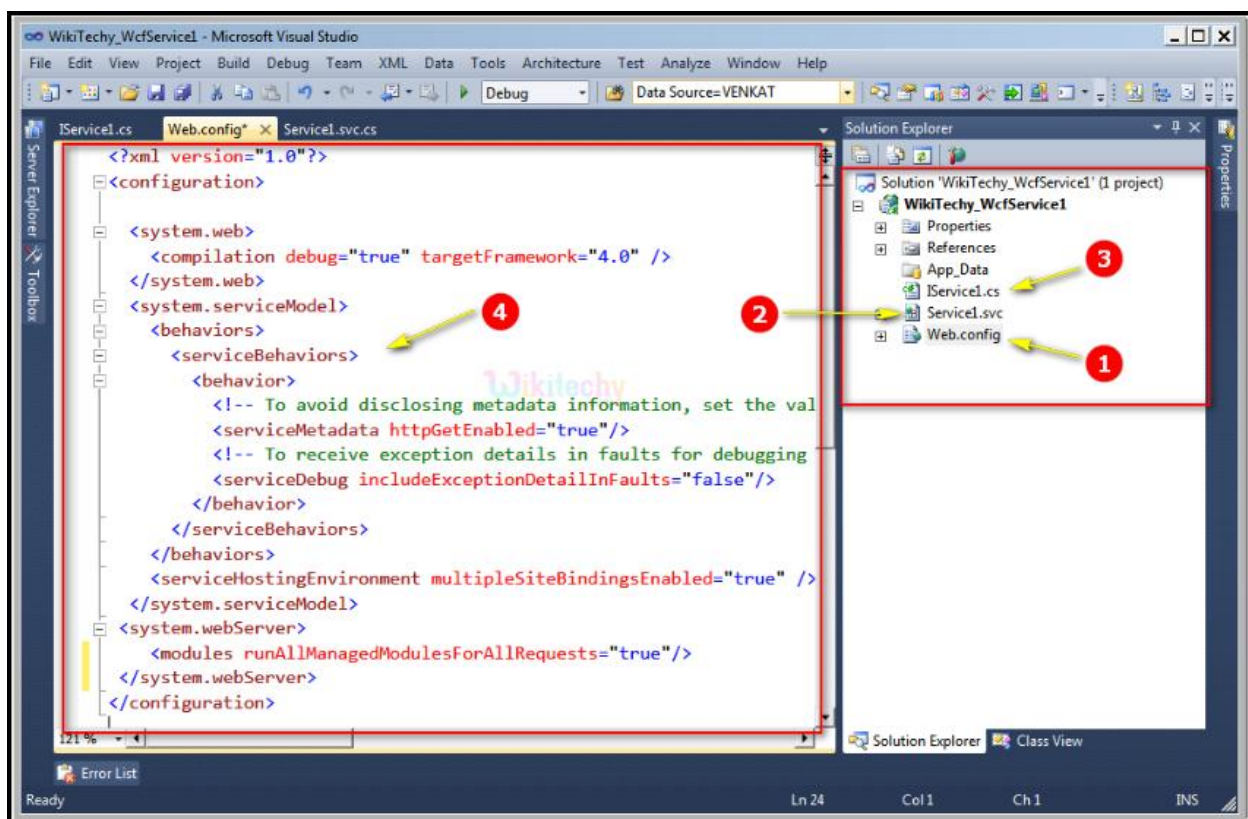 WikiTechy_WcfService1 - Microsoft Visual Studio
File Edit View Project Build Debug Team XML Data Tools Architecture Test Analyze Window Help
Debug Data Source=VENKAT
IService1.cs Web.config* Service1.svc.cs
Server Explorer
Toolbox
<?xml version="1.0"?>
<configuration>
<system.web>
<compilation debug="true" targetFramework="4.0" />
</system.web>
<system.serviceModel>
<behaviors>
<serviceBehaviors>
<behavior>
<!-- To avoid disclosing metadata information, set the val
<serviceMetadata httpGetEnabled="true"/>
<!-- To receive exception details in faults for debugging
<serviceDebug includeExceptionDetailInFaults="false"/>
</behavior>
</serviceBehaviors>
</behaviors>
<serviceHostingEnvironment multipleSiteBindingsEnabled="true" />
</system.serviceModel>
<system.webServer>
<modules runAllManagedModulesForAllRequests="true"/>
</system.webServer>
</configuration>
4
Wikitechy
121 %
Solution Explorer
Solution 'WikiTechy_WcfService1' (1 project)
WikiTechy_WcfService1
Properties
References
App_Data
IService1.cs
Service1.svc
Web.config
3
2
1
Properties
Solution Explorer Class View
Error List
Ready Ln 24 Col 1 Ch 1 INS